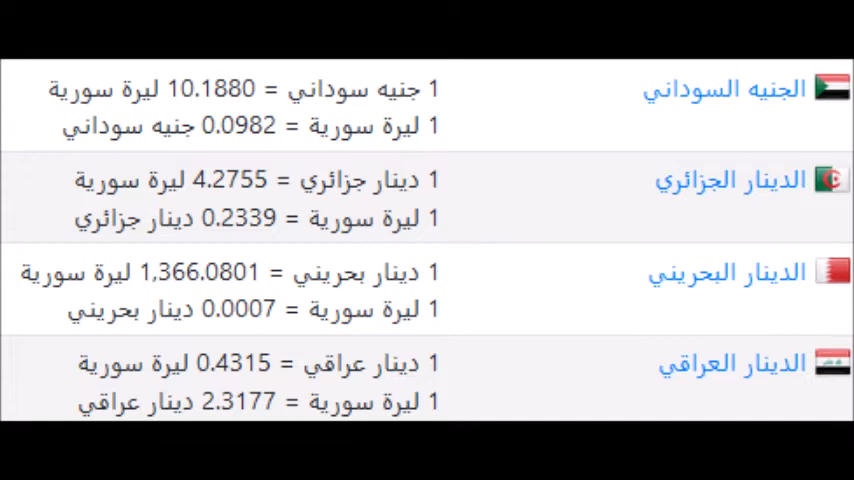 الجنيه السوداني
1 جنيه سوداني = 10.1880 ليرة سورية
1 ليرة سورية = 0.0982 جنيه سوداني
الدينار الجزائري
1 دينار جزائري = 4.2755 ليرة سورية
1 ليرة سورية = 0.2339 دينار جزائري
الدينار البحريني
1 دينار بحريني = 1,366.0801 ليرة سورية
1 ليرة سورية = 0.0007 دينار بحريني
الدينار العراقي
1 دينار عراقي = 0.4315 ليرة سورية
1 ليرة سورية = 2.3177 دينار عراقي